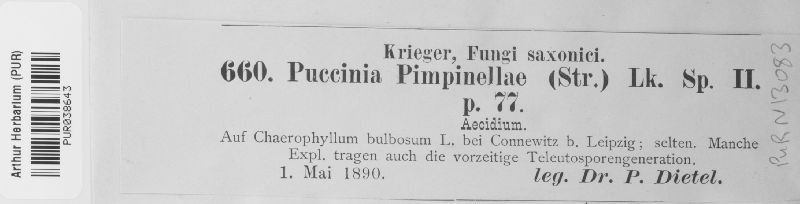 Arthur Herbarium (PUR)
PUR038643
Krieger, Fungi saxonici.
660. Puccinia Pimpinellae (Str.) Lk. Sp. II.
p. 77.
Aecidium.
Auf Chaerophyllum bulbosum L. bei Connewitz b. Leipzig; selten. Manche
Expl. tragen auch die vorzeitige Teleutosporengeneration.
1. Mai 1890. leg. Dr. P. Dietel.
PUR N13083